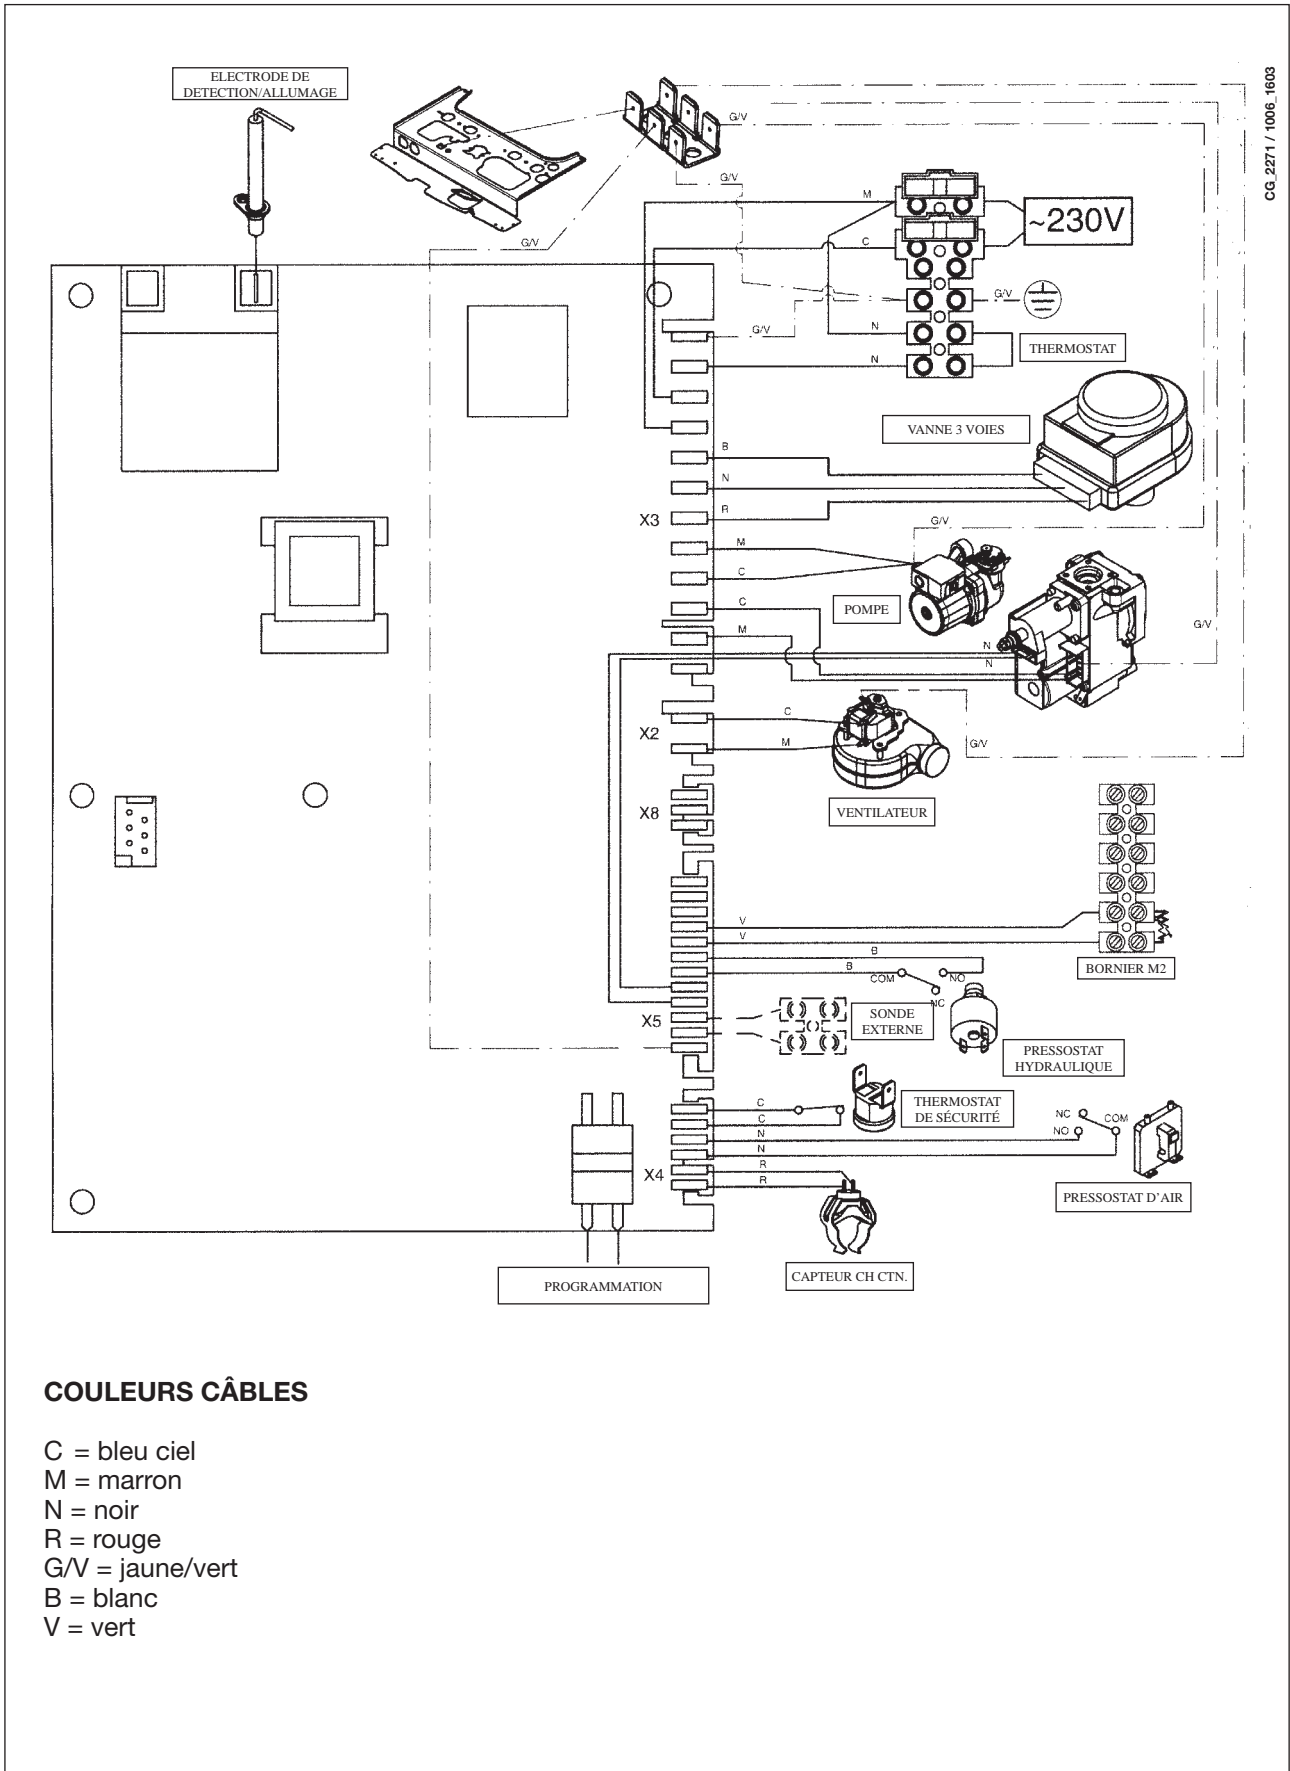 ELECTRODE DE
DETECTION/ALLUMAGE
CG_2271 / 1006_1603
G/V
G/V
M
~230V
G/V
C
G/V
G/V
N
THERMOSTAT
N
VANNE 3 VOIES
B
N
R
X3
G/V
M
C
POMPE
C
G/V
M
N
N
C
X2
M
G/V
X8
VENTILATEUR
V
V
B
BORNIER M2
B
COM
NO
NC
X5
SONDE
EXTERNE
PRESSOSTAT
HYDRAULIQUE
C
THERMOSTAT
DE SÉCURITÉ
C
NC
COM
N
NO
N
R
X4
R
PRESSOSTAT D'AIR
CAPTEUR CH CTN.
PROGRAMMATION
COULEURS CÂBLES
C = bleu ciel
M = marron
N = noir
R = rouge
G/V = jaune/vert
B = blanc
V = vert